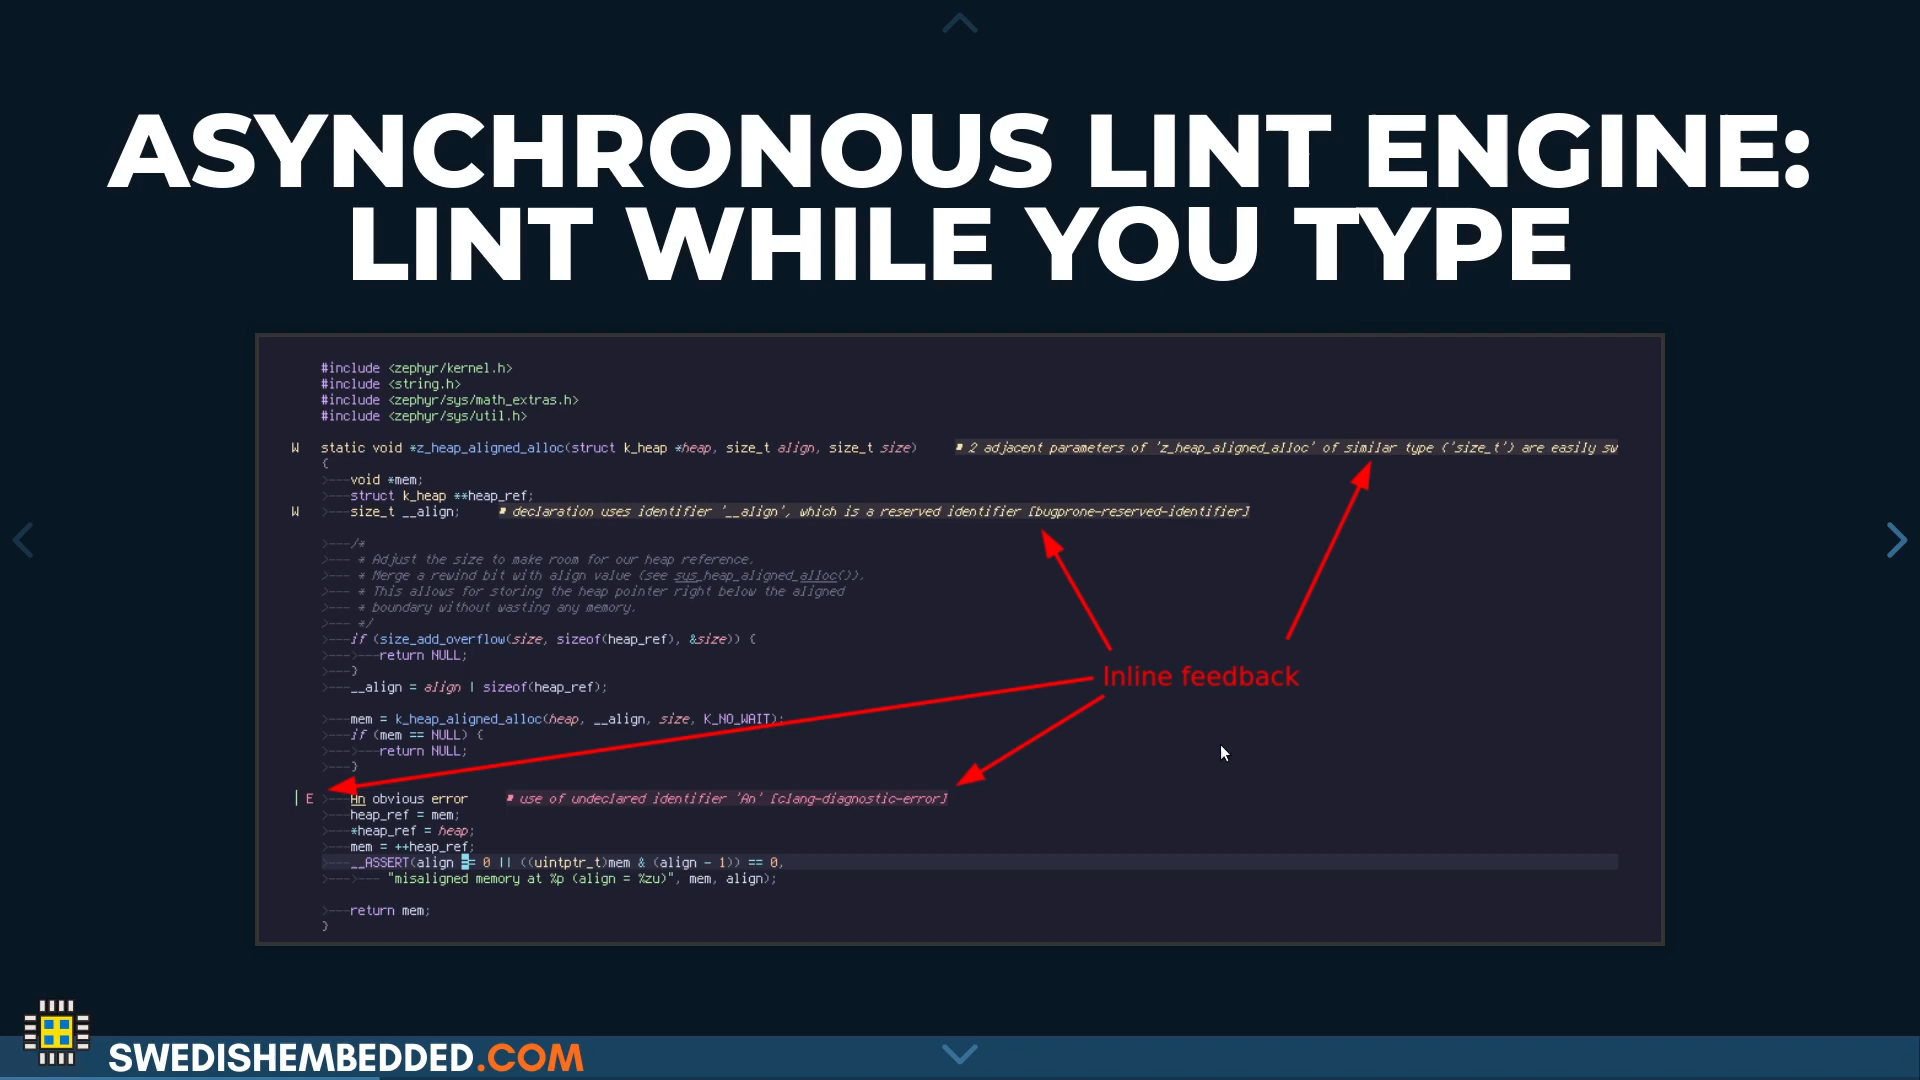 ASYNCHRONOUS LINT ENGINE:
LINT WHILE YOU TYPE
#include <zephyr/kernel.h>
#include <string.h>
#include <zephyr/sys/math_extras.h>
#include <zephyr/sys/util.h>
W static void *z_heap_aligned_alloc(struct k_heap *heap, size_t align, size_t size) ■ 2 adjacent parameters of 'z_heap_aligned_alloc' of similar type ('size_t') are easily sw
{
>---void *mem;
>---struct k_heap **heap_ref;
W >---size_t __align; ■ declaration uses identifier '__align', which is a reserved identifier [bugprone-reserved-identifier]
>---/*
>--- * Adjust the size to make room for our heap reference.
>--- * Merge a rewind bit with align value (see sys_heap_aligned_alloc()).
>--- * This allows for storing the heap pointer right below the aligned
>--- * boundary without wasting any memory.
>--- */
>---if (size_add_overflow(size, sizeof(heap_ref), &size)) {
>--->---return NULL;
>---}
>---__align = align | sizeof(heap_ref);
Inline feedback
>---mem = k_heap_aligned_alloc(heap, __align, size, K_NO_WAIT);
>---if (mem == NULL) {
>--->---return NULL;
>---}
E >---An obvious error ■ use of undeclared identifier 'An' [clang-diagnostic-error]
>---heap_ref = mem;
>---*heap_ref = heap;
>---mem = ++heap_ref;
>---__ASSERT(align == 0 || ((uintptr_t)mem & (align - 1)) == 0,
>--->--- "misaligned memory at %p (align = %zu)", mem, align);
>---return mem;
}
SWEDISHEMBEDDED.COM